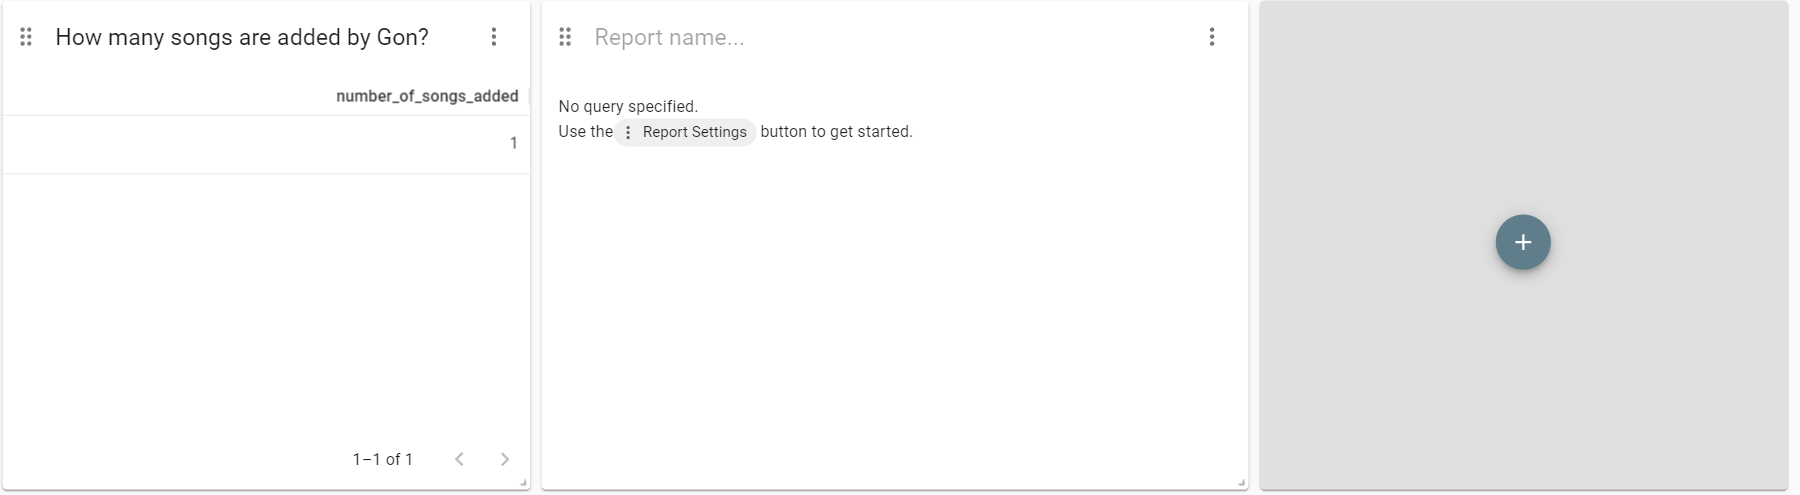 How many songs are added by Gon?
number_of_songs_added
1
1–1 of 1
Report name...
No query specified.
Use the Report Settings button to get started.